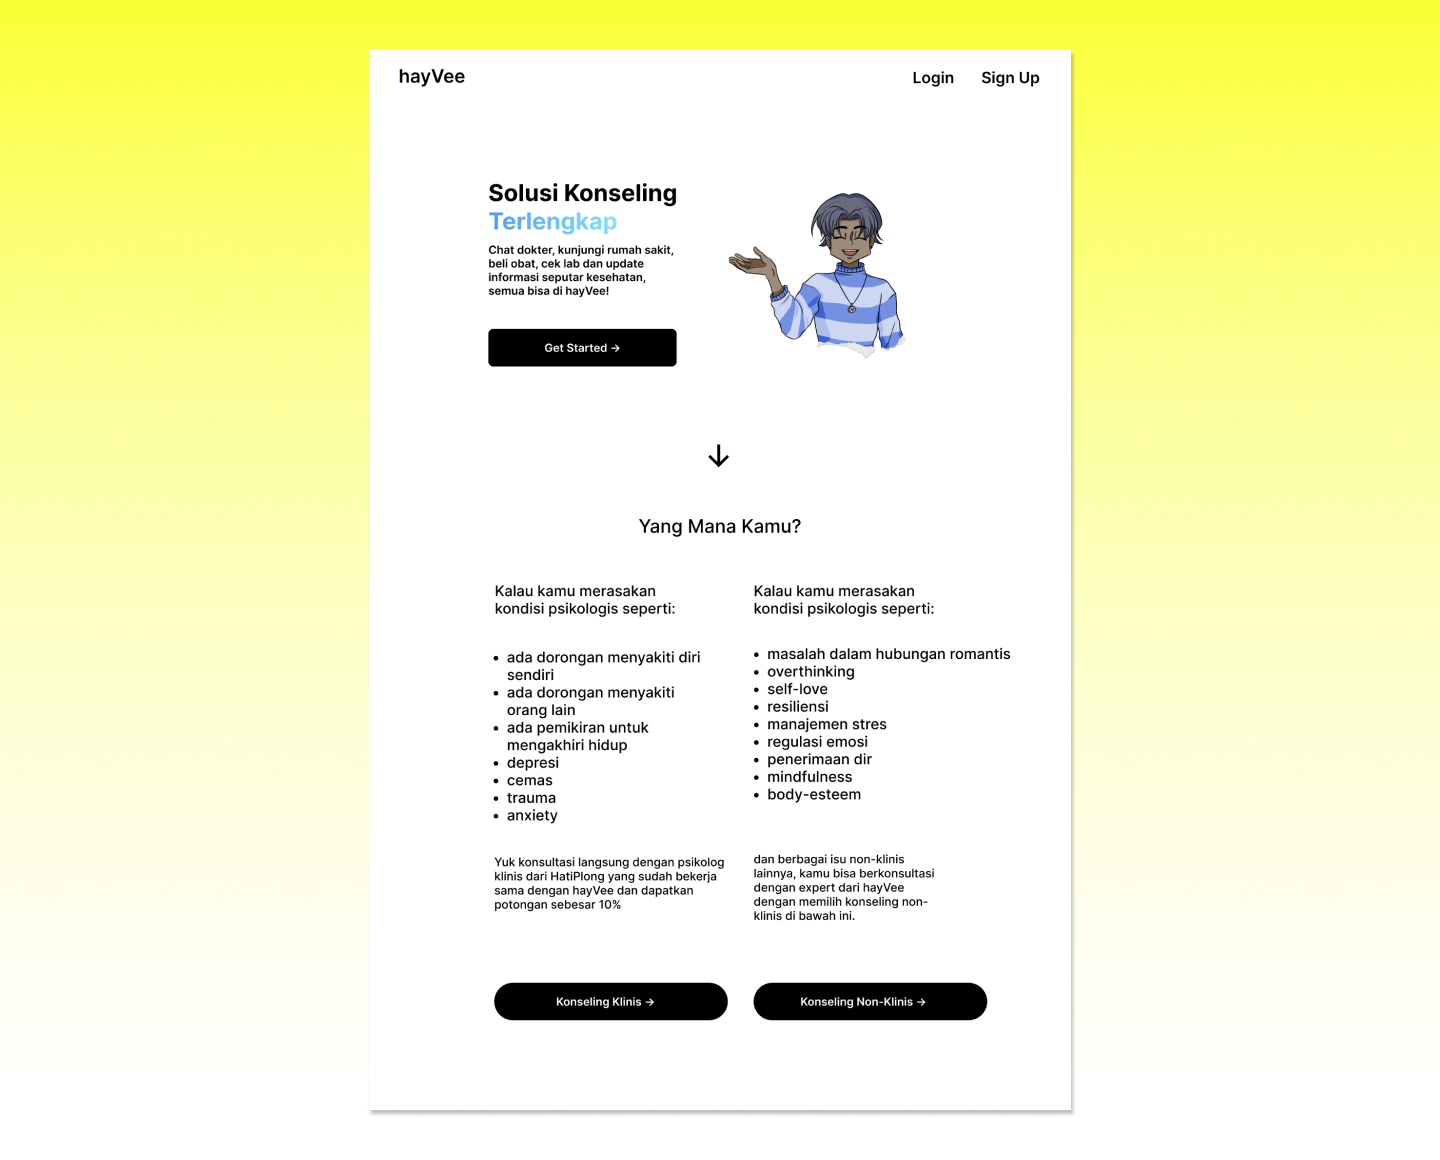 hayVee
Login
Sign Up
Solusi Konseling
Terlengkap
Chat dokter, kunjungi rumah sakit,
beli obat, cek lab dan update
informasi seputar kesehatan,
semua bisa di hayVee!
Get Started →
Yang Mana Kamu?
Kalau kamu merasakan
kondisi psikologis seperti:
• ada dorongan menyakiti diri
sendiri
• ada dorongan menyakiti
orang lain
• ada pemikiran untuk
mengakhiri hidup
• depresi
• cemas
• trauma
• anxiety
Yuk konsultasi langsung dengan psikolog
klinis dari HatiPlong yang sudah bekerja
sama dengan hayVee dan dapatkan
potongan sebesar 10%
Konseling Klinis →
Kalau kamu merasakan
kondisi psikologis seperti:
• masalah dalam hubungan romantis
• overthinking
• self-love
• resiliensi
• manajemen stres
• regulasi emosi
• penerimaan dir
• mindfulness
• body-esteem
dan berbagai isu non-klinis
lainnya, kamu bisa berkonsultasi
dengan expert dari hayVee
dengan memilih konseling non-
klinis di bawah ini.
Konseling Non-Klinis →